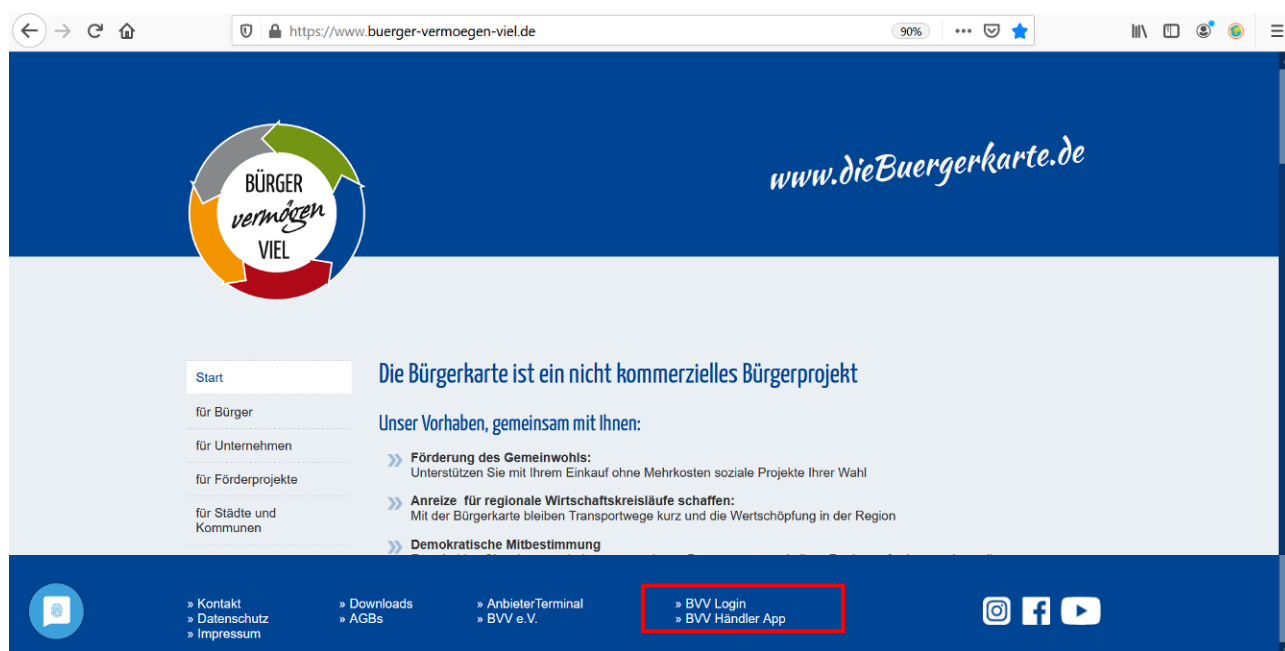 https://www.buerger-vermoegen-viel.de
90%
www.dieBuergerkarte.de
BÜRGER
vermögen
VIEL
Start
für Bürger
für Unternehmen
für Förderprojekte
für Städte und
Kommunen
Die Bürgerkarte ist ein nicht kommerzielles Bürgerprojekt
Unser Vorhaben, gemeinsam mit Ihnen:
Förderung des Gemeinwohls:
Unterstützen Sie mit Ihrem Einkauf ohne Mehrkosten soziale Projekte Ihrer Wahl
Anreize für regionale Wirtschaftskreisläufe schaffen:
Mit der Bürgerkarte bleiben Transportwege kurz und die Wertschöpfung in der Region
Demokratische Mitbestimmung
» Kontakt
» Datenschutz
» Impressum
» Downloads
» AGBs
» AnbieterTerminal
» BVV e.V.
» BVV Login
» BVV Händler App